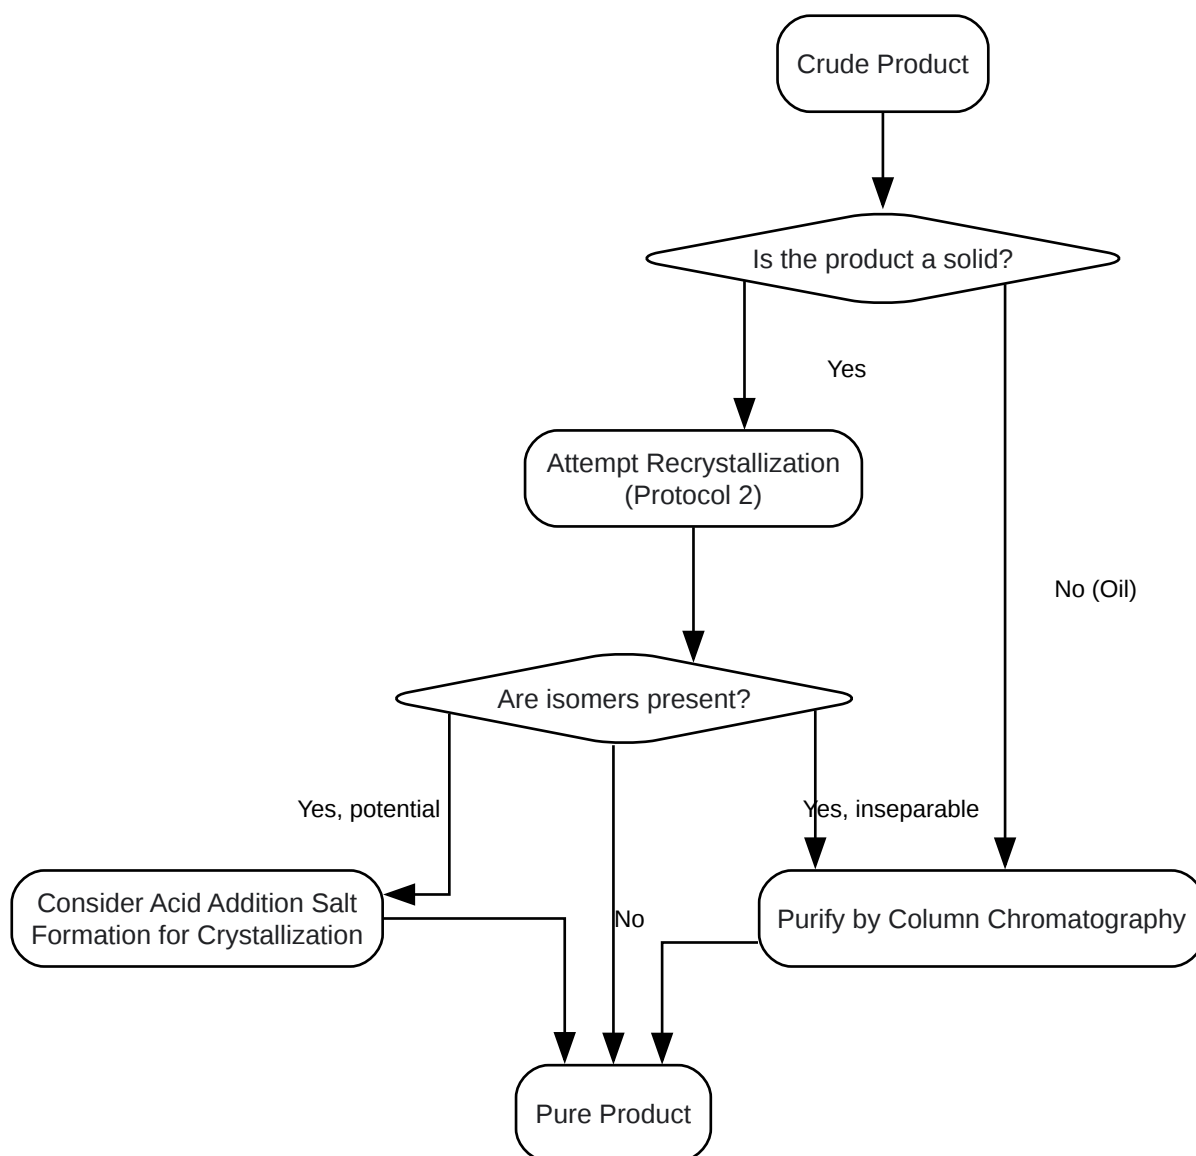 Crude Product
Is the product a solid?
Yes
Attempt Recrystallization
(Protocol 2)
No (Oil)
Are isomers present?
Yes, potential
Yes, inseparable
Consider Acid Addition Salt
Formation for Crystallization
No
Purify by Column Chromatography
Pure Product